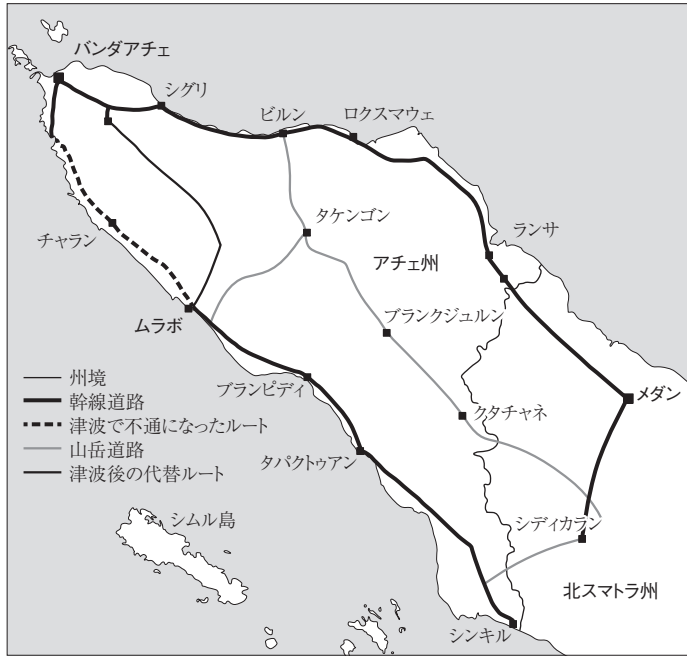 バンダアチェ
シグリ
ビルン
ロクスマウェ
タケンゴン
ランサ
チャラン
アチェ州
ムラボ
ブランクジュルン
ブランピディ
メダン
クタチャネ
タパクトゥアン
シムル島
シディカラン
北スマトラ州
シンキル
州境
幹線道路
津波で不通になったルート
山岳道路
津波後の代替ルート